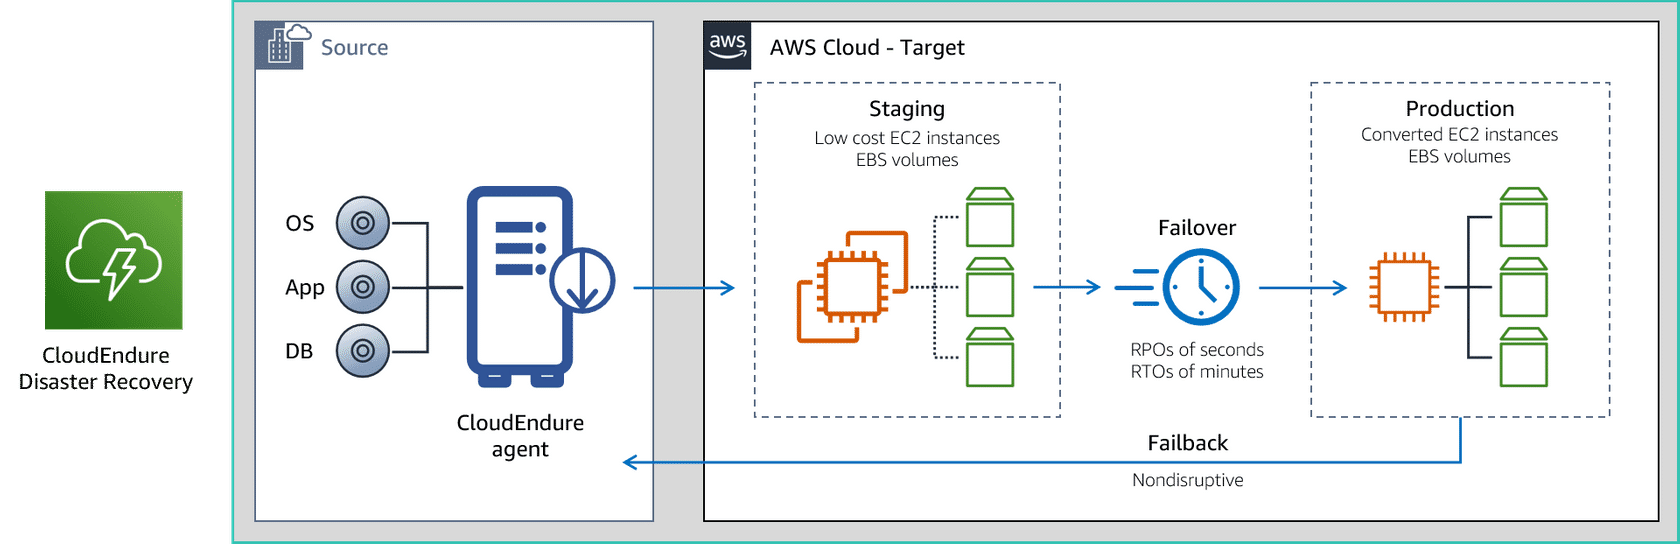 CloudEndure
Disaster Recovery
Source
OS
App
DB
CloudEndure
agent
aws
AWS Cloud - Target
Staging
Low cost EC2 instances
EBS volumes
Failover
RPOs of seconds
RTOs of minutes
Production
Converted EC2 instances
EBS volumes
Failback
Nondisruptive